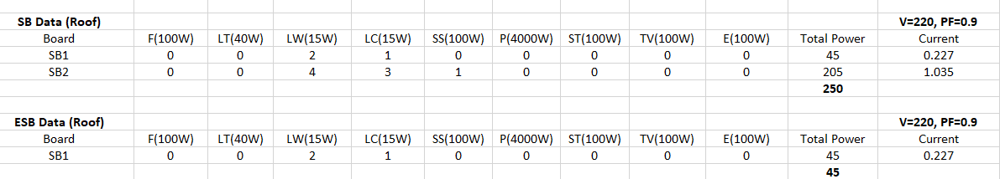 SB Data (Roof) V=220, PF=0.9
Board F(100W) LT(40W) LW(15W) LC(15W) SS(100W) P(4000W) ST(100W) TV(100W) E(100W) Total Power Current
SB1 0 0 2 1 0 0 0 0 0 45 0.227
SB2 0 0 4 3 1 0 0 0 0 205 1.035
250
ESB Data (Roof) V=220, PF=0.9
Board F(100W) LT(40W) LW(15W) LC(15W) SS(100W) P(4000W) ST(100W) TV(100W) E(100W) Total Power Current
SB1 0 0 2 1 0 0 0 0 0 45 0.227
45